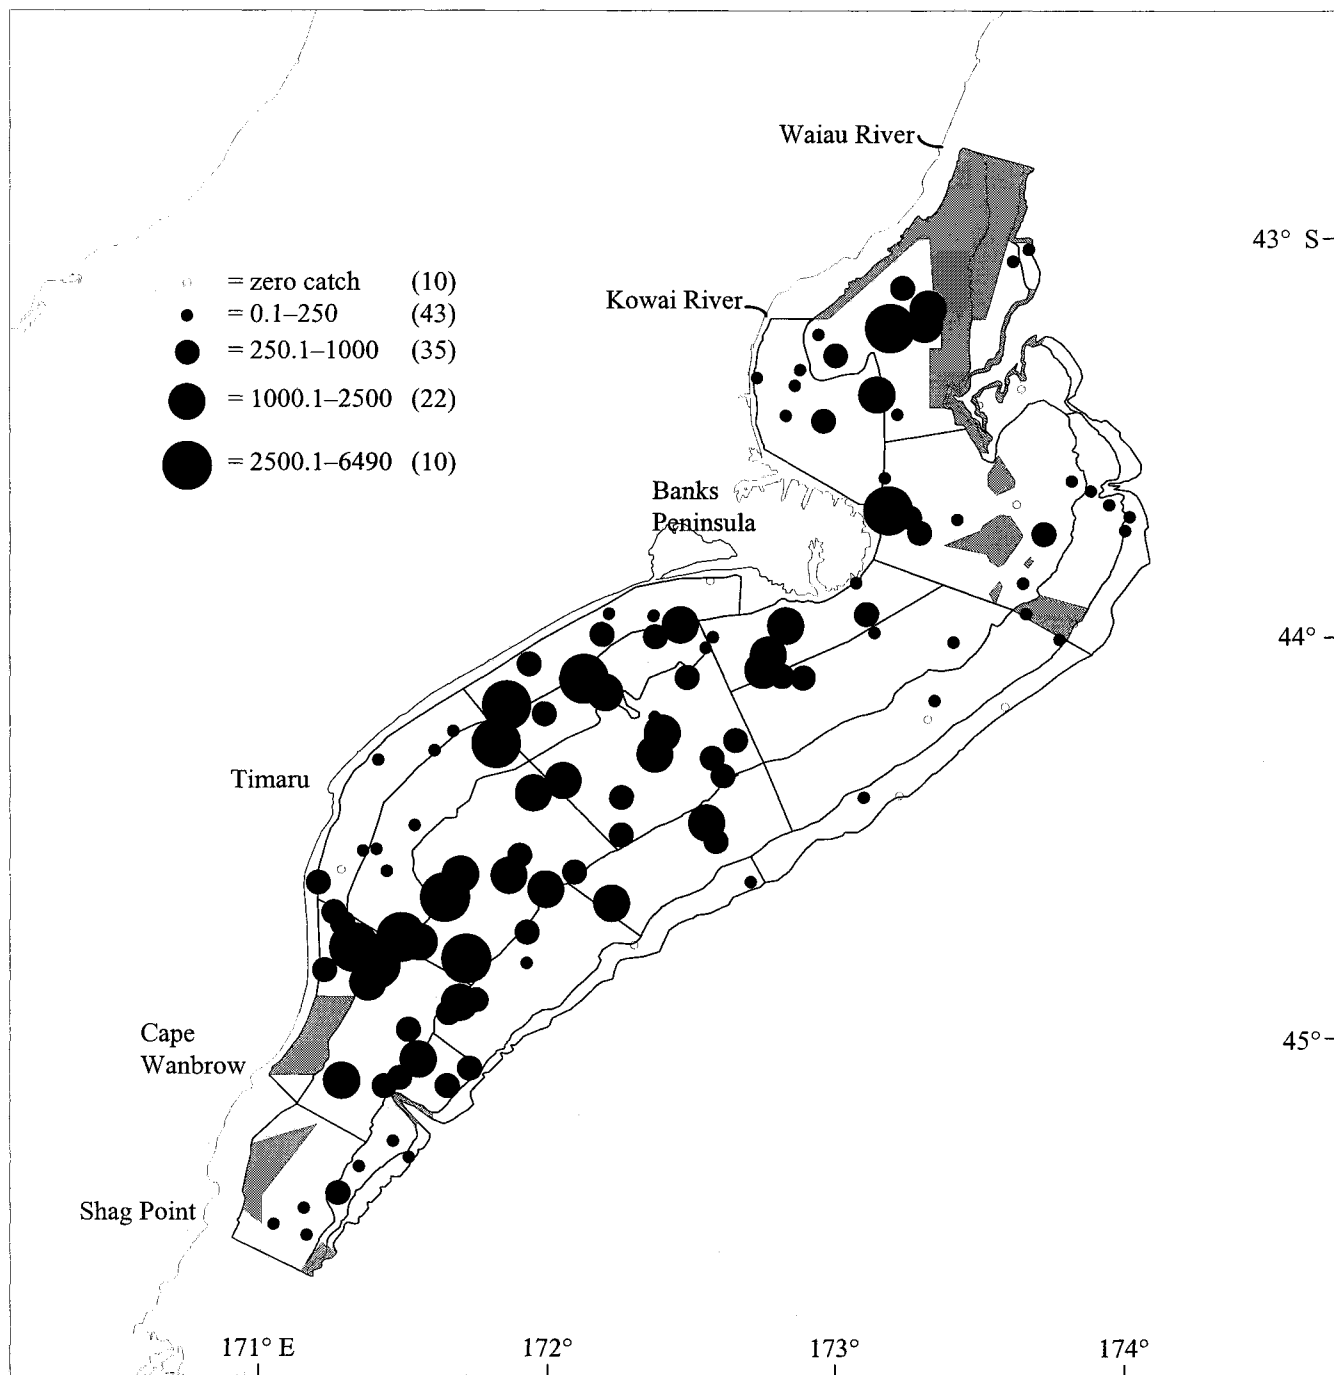 Waiau River
43° S
= zero catch (10)
Kowai River
= 0.1–250 (43)
= 250.1–1000 (35)
= 1000.1–2500 (22)
= 2500.1–6490 (10)
Banks
Peninsula
44°
Timaru
Cape
Wanbrow
45°
Shag Point
171° E 172° 173° 174°